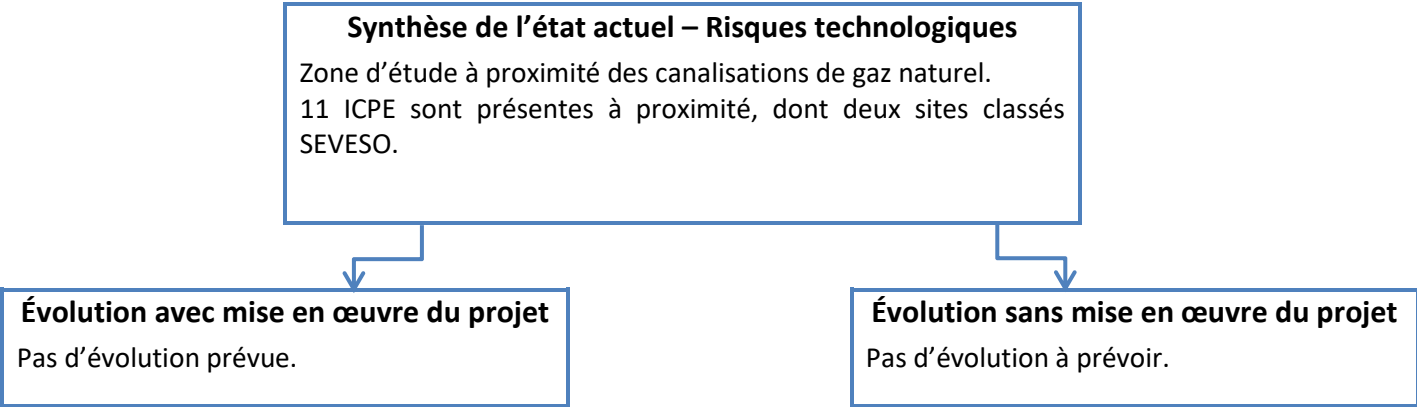 Synthèse de l’état actuel – Risques technologiques
Zone d’étude à proximité des canalisations de gaz naturel.
11 ICPE sont présentes à proximité, dont deux sites classés
SEVESO.
Évolution avec mise en œuvre du projet
Pas d’évolution prévue.
Évolution sans mise en œuvre du projet
Pas d’évolution à prévoir.